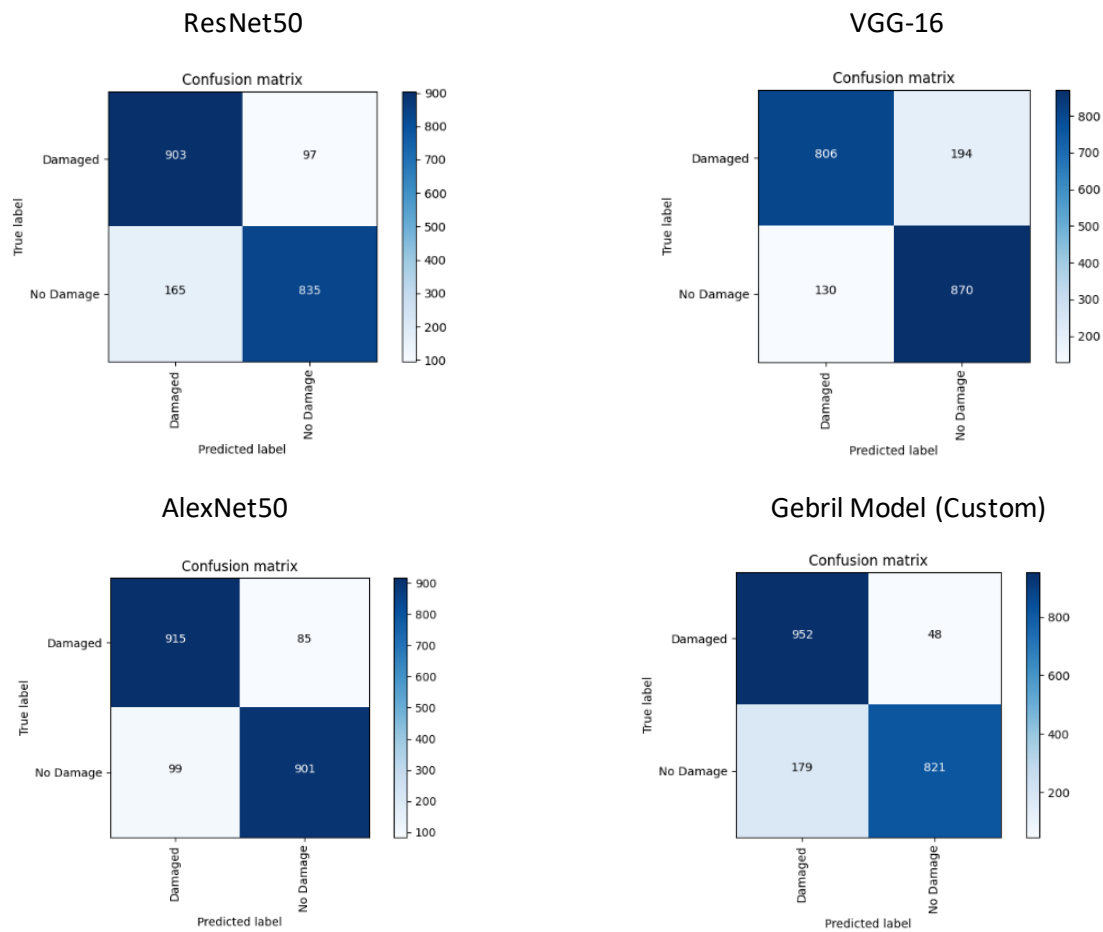 ResNet50
Confusion matrix
903 97
165 835
Damaged
No Damage
True label
Damaged
No Damage
Predicted label
900
800
700
600
500
400
300
200
100
VGG-16
Confusion matrix
806 194
130 870
Damaged
No Damage
True label
Damaged
No Damage
Predicted label
800
700
600
500
400
300
200
AlexNet50
Confusion matrix
915 85
99 901
Damaged
No Damage
True label
Damaged
No Damage
Predicted label
900
800
700
600
500
400
300
200
100
Gebril Model (Custom)
Confusion matrix
952 48
179 821
Damaged
No Damage
True label
Damaged
No Damage
Predicted label
800
600
400
200